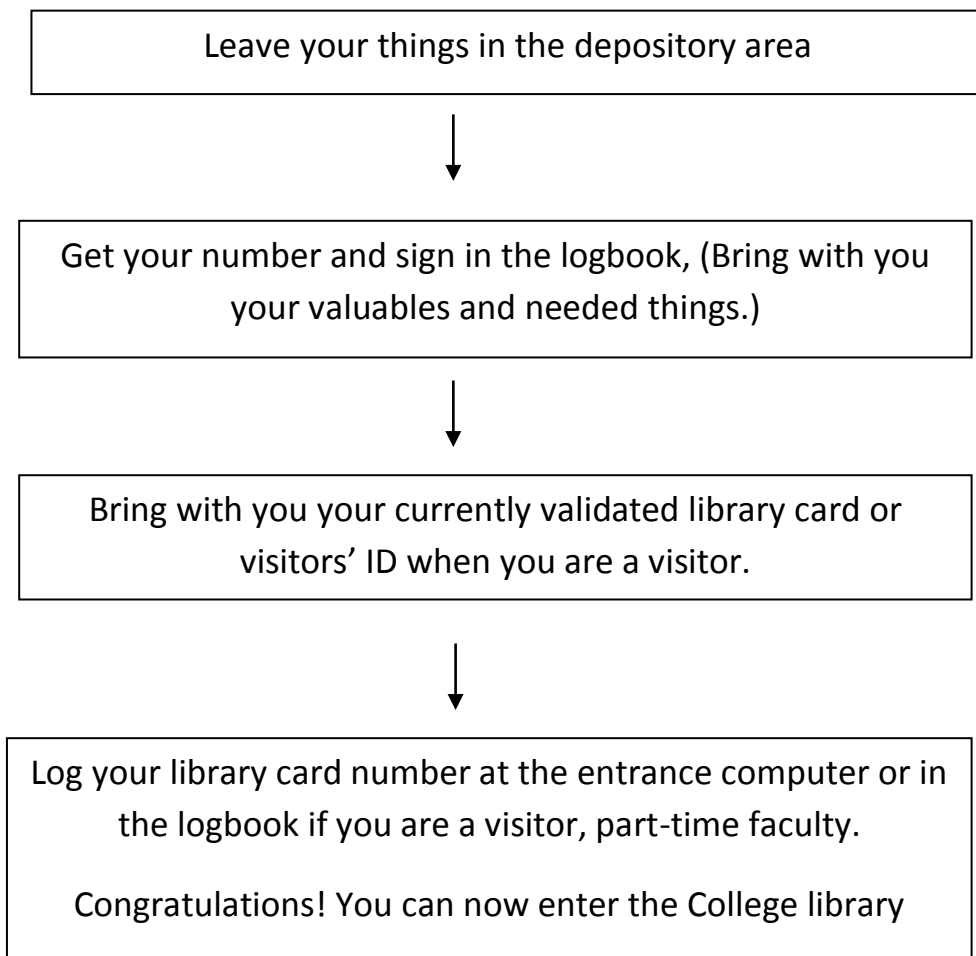 Leave your things in the depository area
Get your number and sign in the logbook, (Bring with you
your valuables and needed things.)
Bring with you your currently validated library card or
visitors’ ID when you are a visitor.
Log your library card number at the entrance computer or in
the logbook if you are a visitor, part-time faculty.
Congratulations! You can now enter the College library